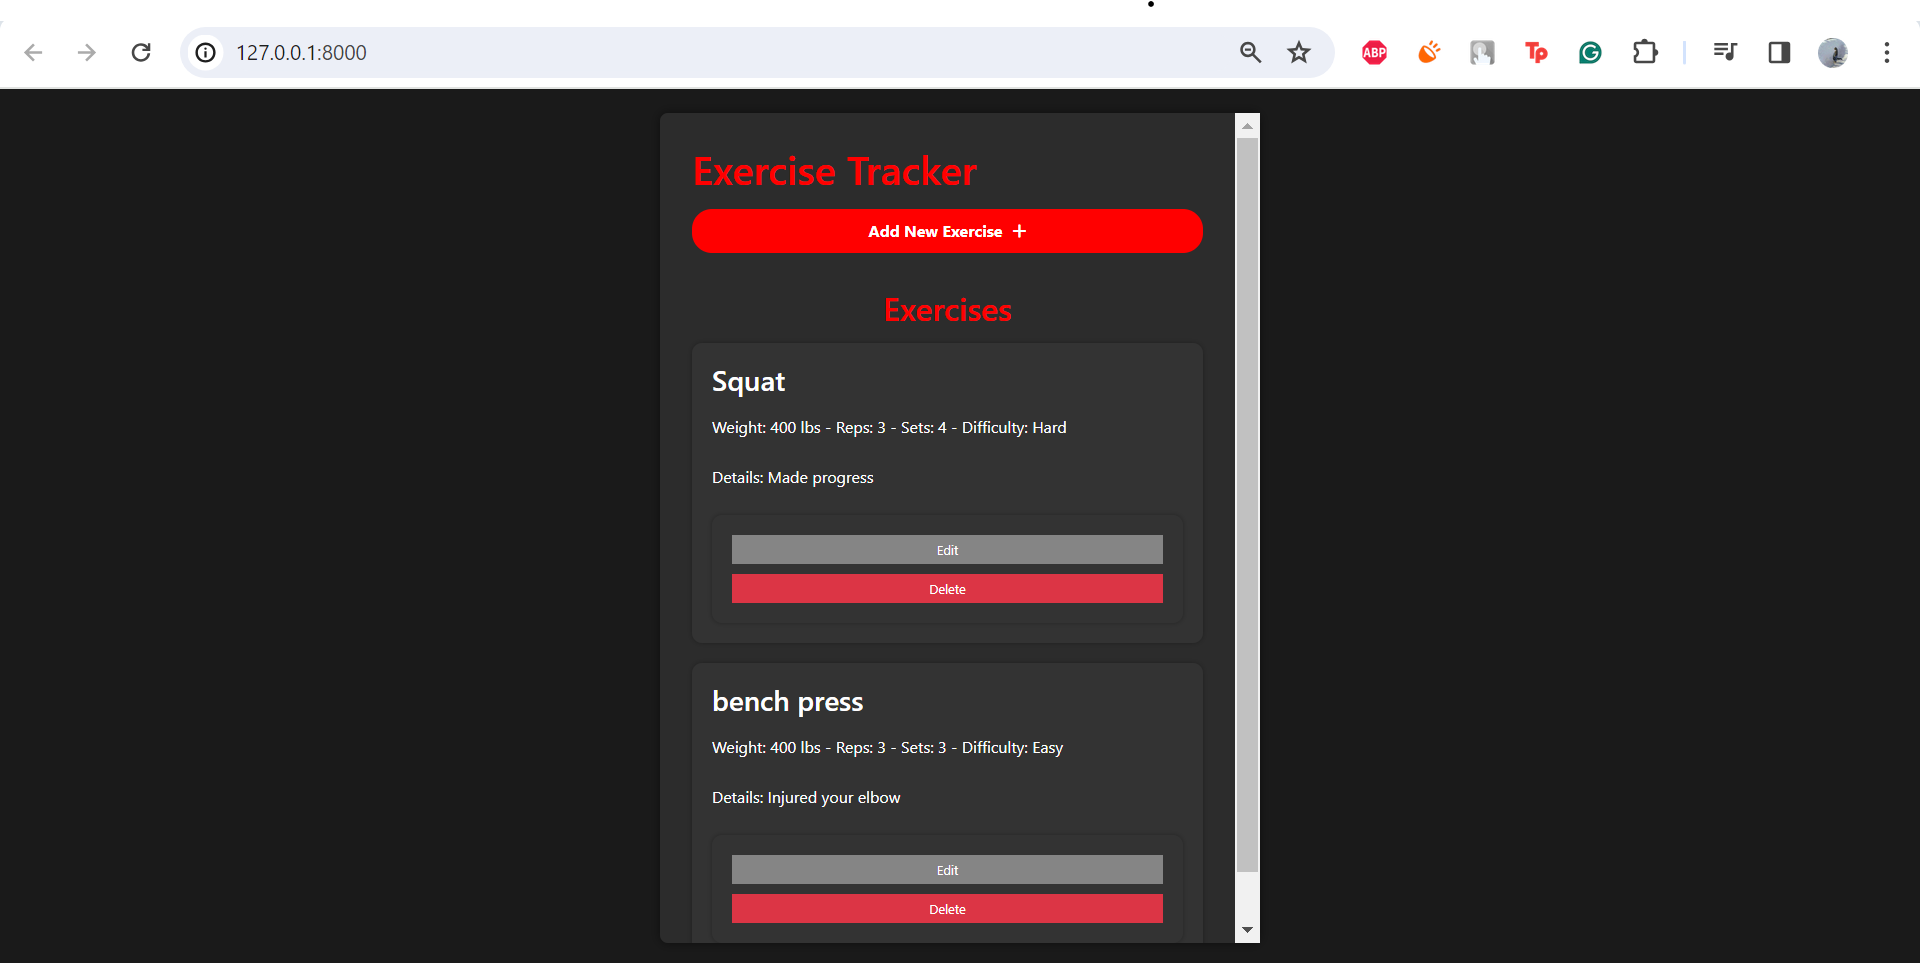 127.0.0.1:8000
ABP
Tp
G
Exercise Tracker
Add New Exercise +
Exercises
Squat
Weight: 400 lbs - Reps: 3 - Sets: 4 - Difficulty: Hard
Details: Made progress
Edit
Delete
bench press
Weight: 400 lbs - Reps: 3 - Sets: 3 - Difficulty: Easy
Details: Injured your elbow
Edit
Delete